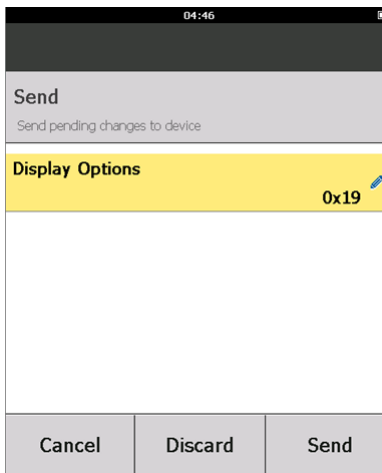 04:46
Send
Send pending changes to device
Display Options
0x19
Cancel Discard Send